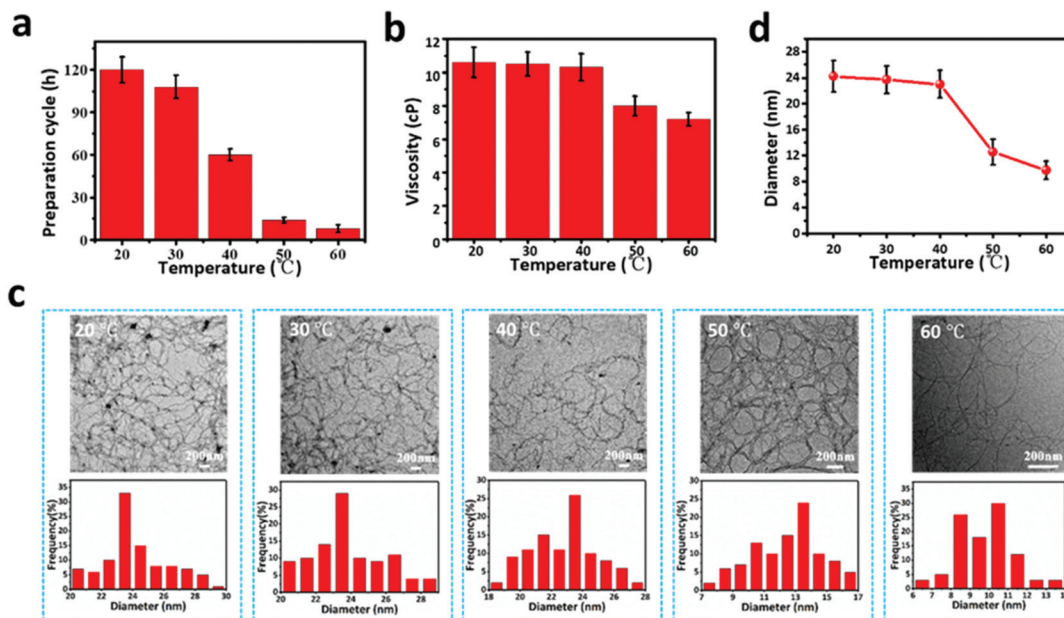 a
Preparation cycle (h)
120
90
60
30
0
20 30 40 50 60
Temperature (℃)
b
Viscosity (cP)
12
10
8
6
4
2
0
20 30 40 50 60
Temperature (℃)
d
Diameter (nm)
28
24
20
16
12
8
4
0
20 30 40 50 60
Temperature (℃)
c
20 °C
200nm
30 °C
200nm
40 °C
200nm
50 °C
200nm
60 °C
200nm
Frequency(%)
35
30
25
20
15
10
5
0
20 22 24 26 28 30
Diameter (nm)
Frequency(%)
30
25
20
15
10
5
0
20 22 24 26 28
Diameter (nm)
Frequency(%)
30
25
20
15
10
5
0
18 20 22 24 26 28
Diameter (nm)
Frequency(%)
30
25
20
15
10
5
0
7 9 11 13 15 17
Diameter (nm)
Frequency(%)
35
30
25
20
15
10
5
0
6 7 8 9 10 11 12 13
Diameter (nm)